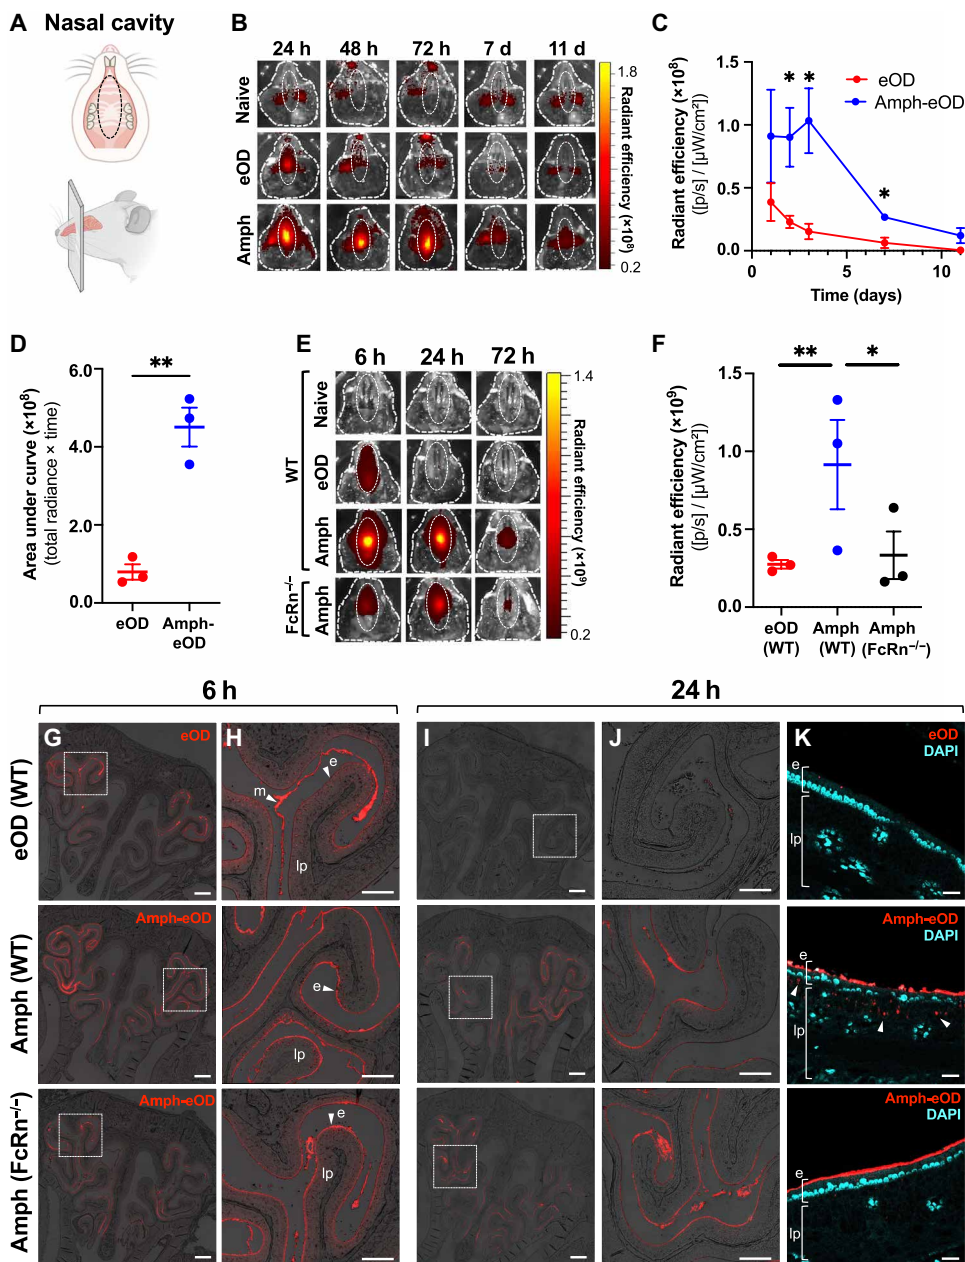 A Nasal cavity
B
24 h 48 h 72 h 7 d 11 d
Naive
eOD
Amph
1.8
Radiant efficiency (×10⁸)
0.2
C
Radiant efficiency (×10⁸)
([p/s] / [µW/cm²])
1.5
1.0
0.5
0.0
0 5 10
Time (days)
* * *
eOD
Amph-eOD
D
Area under curve (×10⁸)
(total radiance × time)
6.0
4.0
2.0
0.0
**
eOD Amph-
eOD
E
6 h 24 h 72 h
WT
Naive
eOD
Amph
FcRn⁻/⁻
Amph
1.4
Radiant efficiency (×10⁹)
0.2
F
Radiant efficiency (×10⁹)
([p/s] / [µW/cm²])
1.5
1.0
0.5
0.0
** *
eOD Amph Amph
(WT) (WT) (FcRn⁻/⁻)
6 h 24 h
eOD (WT)
G eOD
H
m
e
lp
I
J
K eOD
DAPI
e
lp
Amph (WT)
Amph-eOD
e
lp
Amph-eOD
DAPI
e
lp
Amph (FcRn⁻/⁻)
Amph-eOD
e
lp
Amph-eOD
DAPI
e
lp